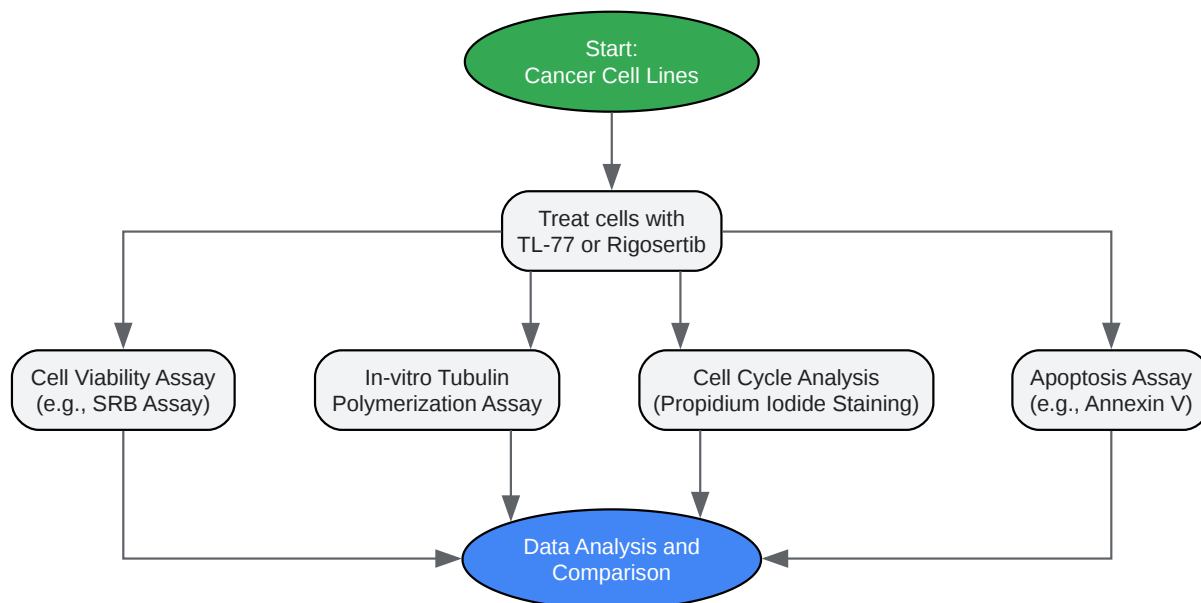 Start:
Cancer Cell Lines
Treat cells with
TL-77 or Rigosertib
Cell Viability Assay
(e.g., SRB Assay)
In-vitro Tubulin
Polymerization Assay
Cell Cycle Analysis
(Propidium Iodide Staining)
Apoptosis Assay
(e.g., Annexin V)
Data Analysis and
Comparison